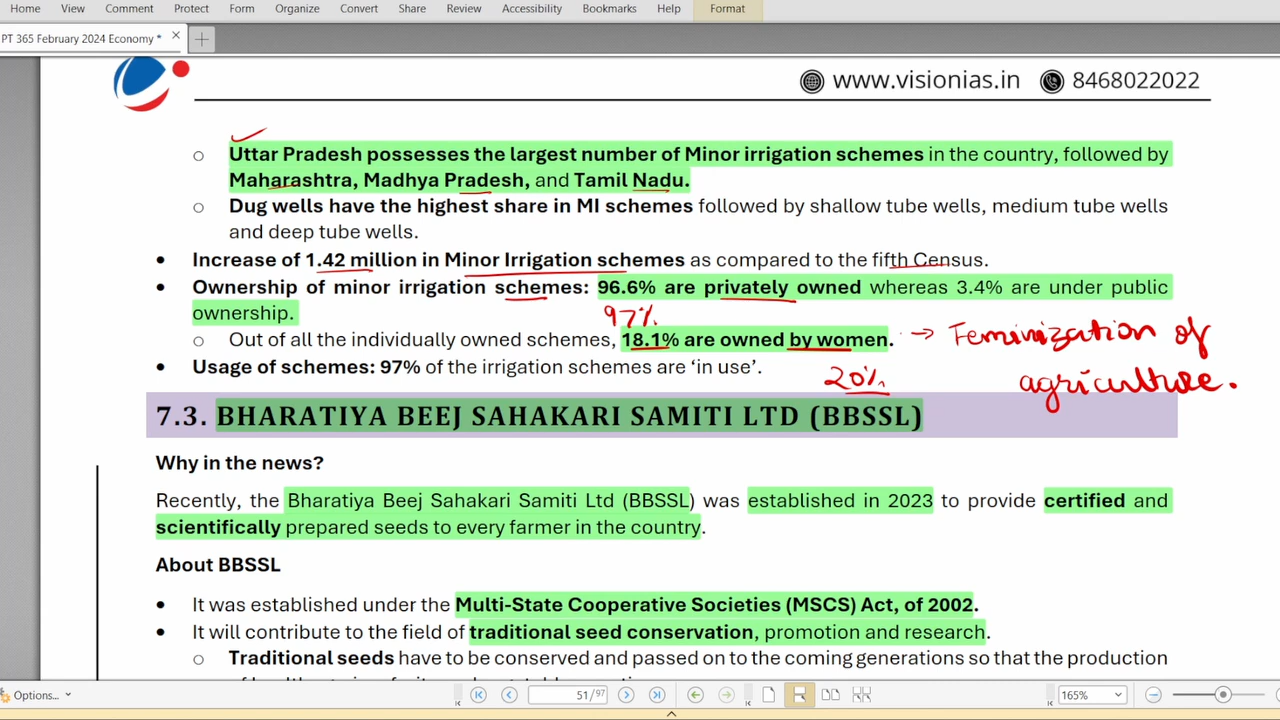 Home View Comment Organize Convert Share Review Accessibility Bookmarks Help Format
PT 365 February 2024 Economy *
www.visionias.in 8468022022
○ Uttar Pradesh possesses the largest number of Minor irrigation schemes in the country, followed by
Maharashtra, Madhya Pradesh, and Tamil Nadu.
○ Dug wells have the highest share in MI schemes followed by shallow tube wells, medium tube wells
and deep tube wells.
• Increase of 1.42 million in Minor Irrigation schemes as compared to the fifth Census.
• Ownership of minor irrigation schemes: 96.6% are privately owned whereas 3.4% are under public
ownership.
97%
○ Out of all the individually owned schemes, 18.1% are owned by women. → Feminization of
agriculture.
• Usage of schemes: 97% of the irrigation schemes are ‘in use’.
20%
7.3. BHARATIYA BEEJ SAHAKARI SAMITI LTD (BBSSL)
Why in the news?
Recently, the Bharatiya Beej Sahakari Samiti Ltd (BBSSL) was established in 2023 to provide certified and
scientifically prepared seeds to every farmer in the country.
About BBSSL
• It was established under the Multi-State Cooperative Societies (MSCS) Act, of 2002.
• It will contribute to the field of traditional seed conservation, promotion and research.
○ Traditional seeds have to be conserved and passed on to the coming generations so that the production
Options... 51/97 165%